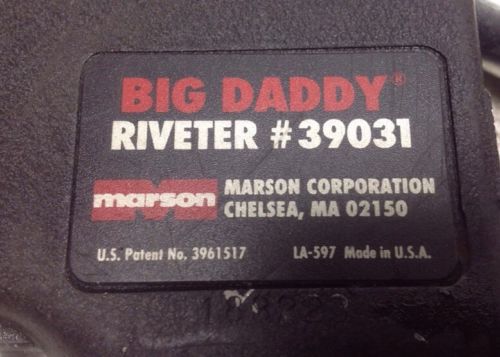 BIG DADDY®
RIVETER #39031
marson
MARSON CORPORATION
CHELSEA, MA 02150
U.S. Patent No. 3961517 LA-597 Made in U.S.A.